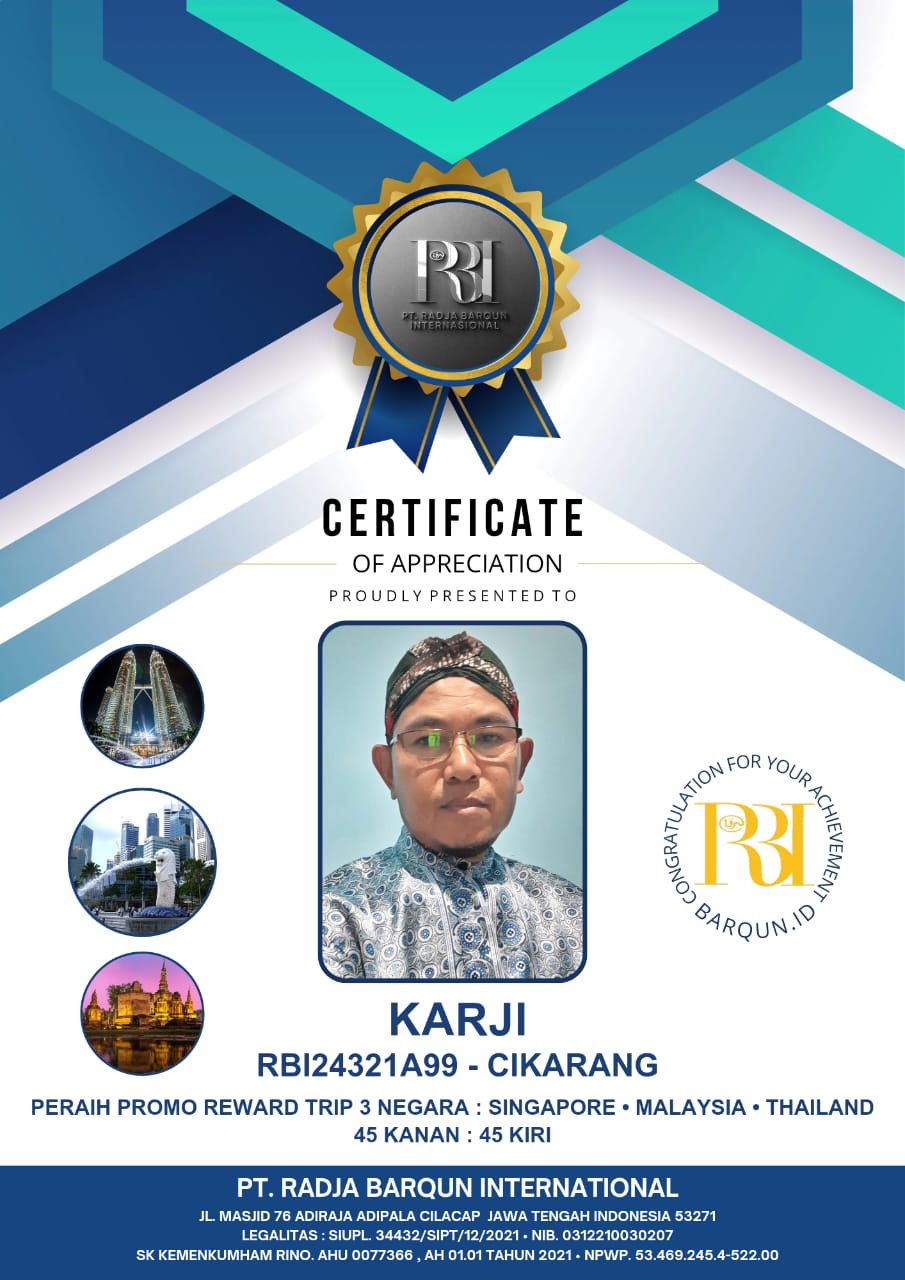 RBI
PT. RADJA BARQUN
INTERNASIONAL
CERTIFICATE
OF APPRECIATION
PROUDLY PRESENTED TO
CONGRATULATION FOR YOUR ACHIEVEMENT
RBI
BARQUN.ID
KARJI
RBI24321A99 - CIKARANG
PERAIH PROMO REWARD TRIP 3 NEGARA : SINGAPORE • MALAYSIA • THAILAND
45 KANAN : 45 KIRI
PT. RADJA BARQUN INTERNATIONAL
JL. MASJID 76 ADIRAJA ADIPALA CILACAP JAWA TENGAH INDONESIA 53271
LEGALITAS : SIUPL. 34432/SIPT/12/2021 • NIB. 0312210030207
SK KEMENKUMHAM RINO. AHU 0077366 , AH 01.01 TAHUN 2021 • NPWP. 53.469.245.4-522.00